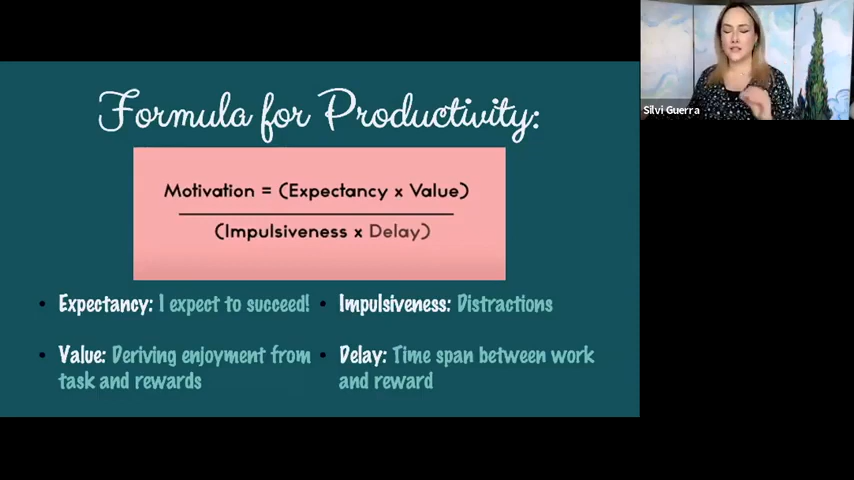 Formula for Productivity:
Motivation = (Expectancy x Value)
(Impulsiveness x Delay)
• Expectancy: I expect to succeed!
• Value: Deriving enjoyment from
task and rewards
• Impulsiveness: Distractions
• Delay: Time span between work
and reward
Silvi Guerra